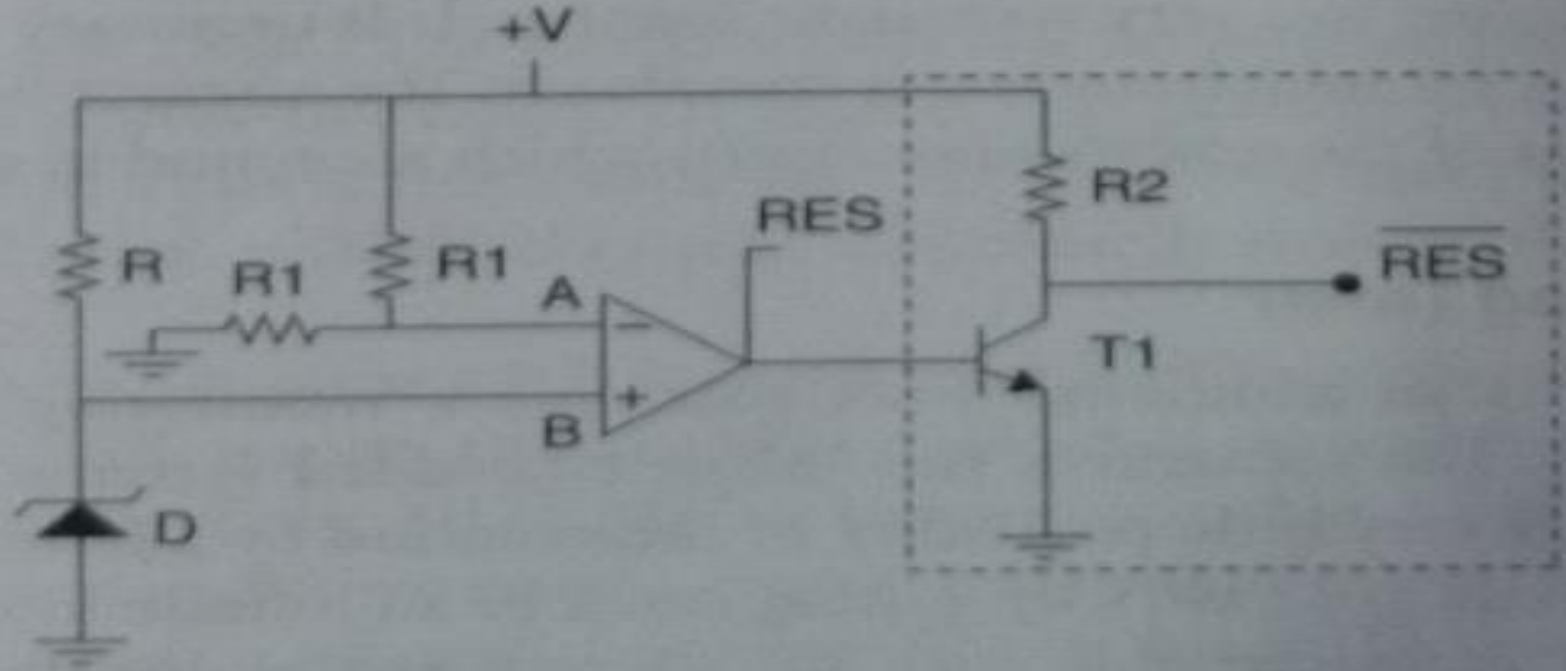 +V
R
R1
R1
A
B
−
+
RES
R2
RES
T1
D